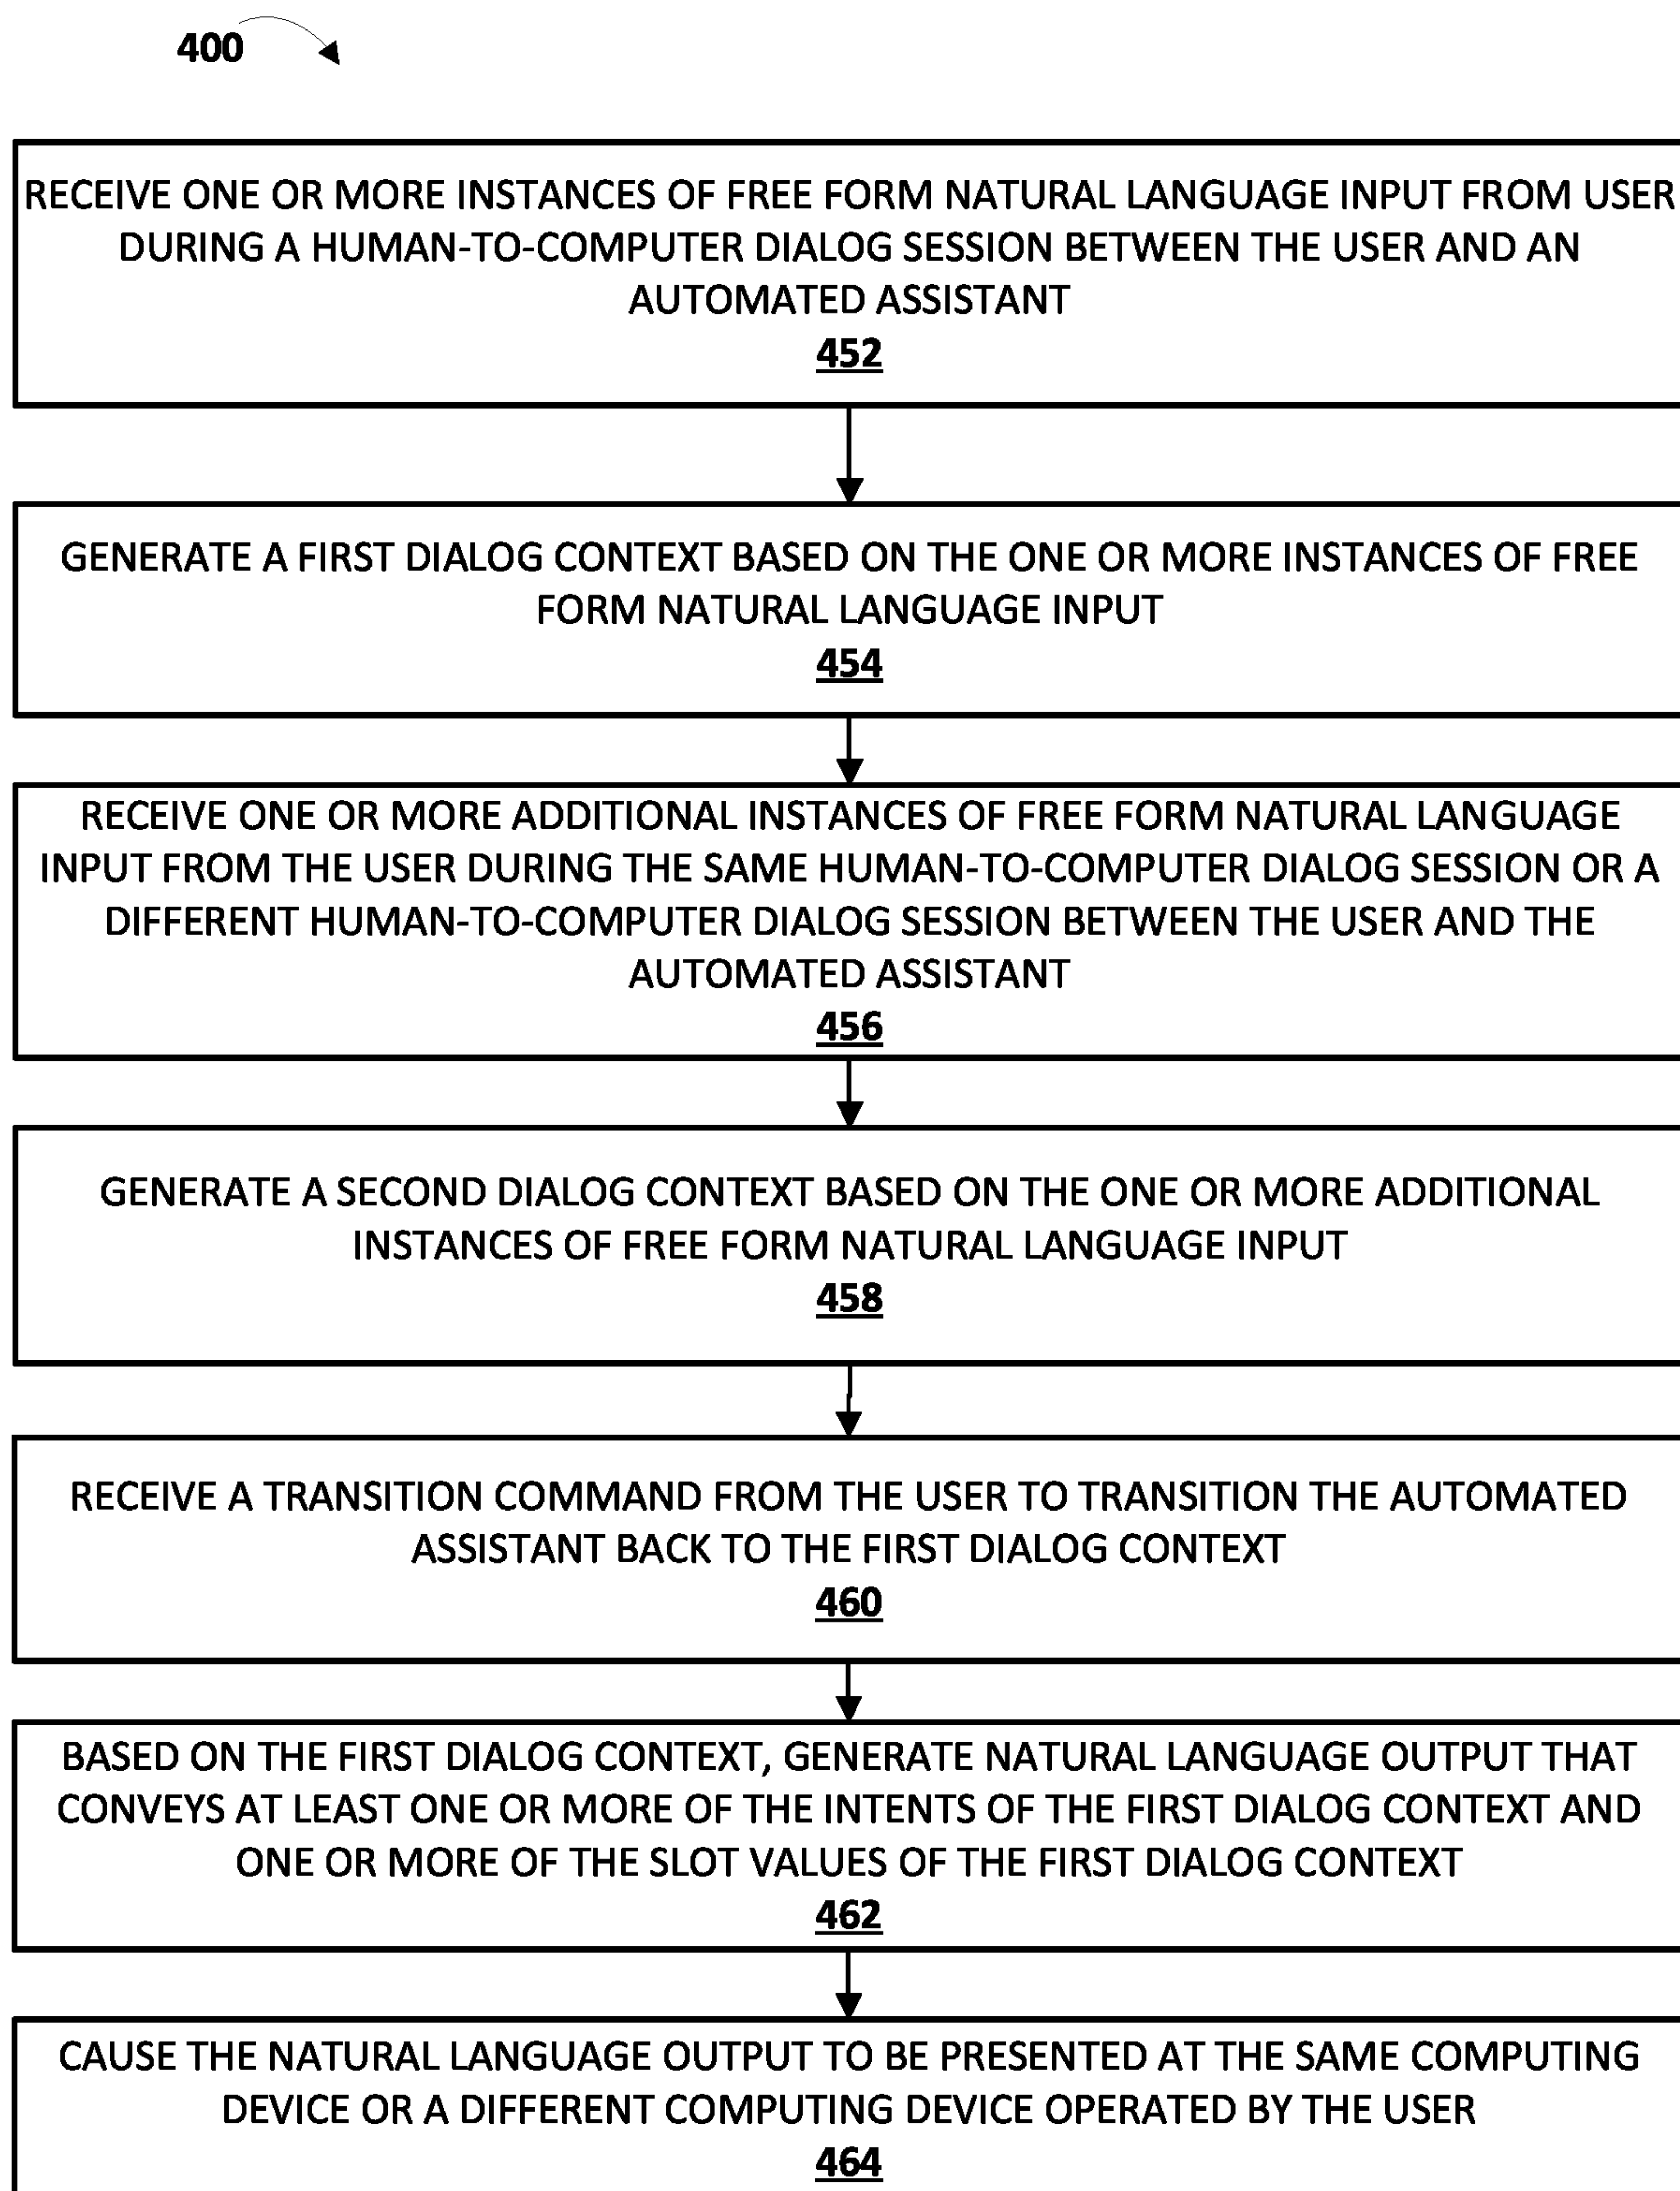 400
RECEIVE ONE OR MORE INSTANCES OF FREE FORM NATURAL LANGUAGE INPUT FROM USER
DURING A HUMAN-TO-COMPUTER DIALOG SESSION BETWEEN THE USER AND AN
AUTOMATED ASSISTANT
452
GENERATE A FIRST DIALOG CONTEXT BASED ON THE ONE OR MORE INSTANCES OF FREE
FORM NATURAL LANGUAGE INPUT
454
RECEIVE ONE OR MORE ADDITIONAL INSTANCES OF FREE FORM NATURAL LANGUAGE
INPUT FROM THE USER DURING THE SAME HUMAN-TO-COMPUTER DIALOG SESSION OR A
DIFFERENT HUMAN-TO-COMPUTER DIALOG SESSION BETWEEN THE USER AND THE
AUTOMATED ASSISTANT
456
GENERATE A SECOND DIALOG CONTEXT BASED ON THE ONE OR MORE ADDITIONAL
INSTANCES OF FREE FORM NATURAL LANGUAGE INPUT
458
RECEIVE A TRANSITION COMMAND FROM THE USER TO TRANSITION THE AUTOMATED
ASSISTANT BACK TO THE FIRST DIALOG CONTEXT
460
BASED ON THE FIRST DIALOG CONTEXT, GENERATE NATURAL LANGUAGE OUTPUT THAT
CONVEYS AT LEAST ONE OR MORE OF THE INTENTS OF THE FIRST DIALOG CONTEXT AND
ONE OR MORE OF THE SLOT VALUES OF THE FIRST DIALOG CONTEXT
462
CAUSE THE NATURAL LANGUAGE OUTPUT TO BE PRESENTED AT THE SAME COMPUTING
DEVICE OR A DIFFERENT COMPUTING DEVICE OPERATED BY THE USER
464